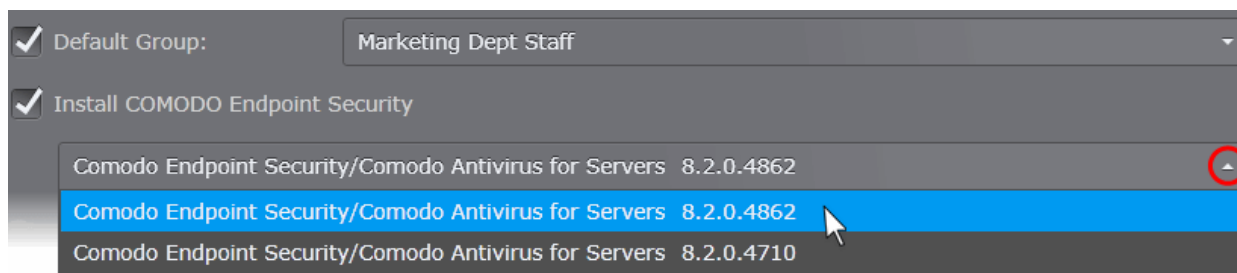 Default Group: Marketing Dept Staff
Install COMODO Endpoint Security
Comodo Endpoint Security/Comodo Antivirus for Servers 8.2.0.4862
Comodo Endpoint Security/Comodo Antivirus for Servers 8.2.0.4862
Comodo Endpoint Security/Comodo Antivirus for Servers 8.2.0.4710